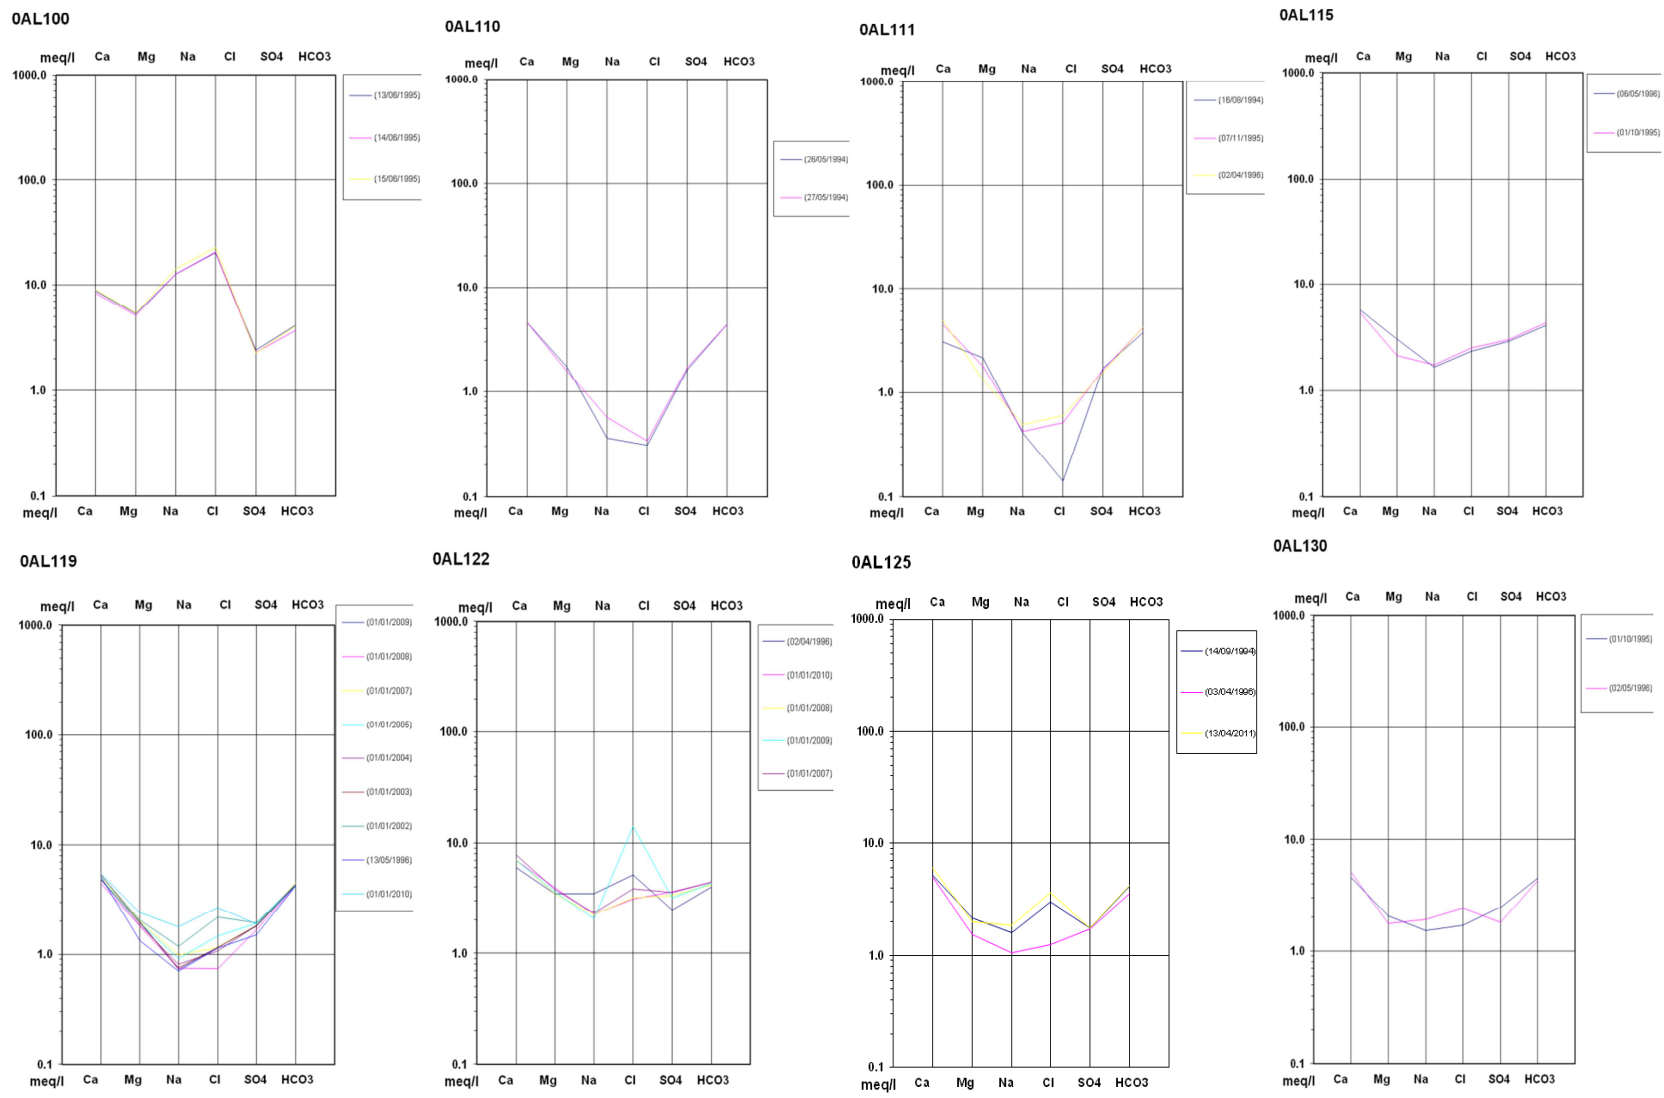 0AL100
meq/l Ca Mg Na Cl SO4 HCO3
1000.0
100.0
10.0
1.0
0.1
meq/l Ca Mg Na Cl SO4 HCO3
(13/06/1995)
(14/06/1995)
(15/06/1995)
0AL110
meq/l Ca Mg Na Cl SO4 HCO3
1000.0
100.0
10.0
1.0
0.1
meq/l Ca Mg Na Cl SO4 HCO3
(26/05/1994)
(27/05/1994)
0AL111
meq/l Ca Mg Na Cl SO4 HCO3
1000.0
100.0
10.0
1.0
0.1
meq/l Ca Mg Na Cl SO4 HCO3
(16/08/1994)
(07/11/1995)
(02/04/1996)
0AL115
meq/l Ca Mg Na Cl SO4 HCO3
1000.0
100.0
10.0
1.0
0.1
meq/l Ca Mg Na Cl SO4 HCO3
(06/05/1996)
(01/10/1995)
0AL119
meq/l Ca Mg Na Cl SO4 HCO3
1000.0
100.0
10.0
1.0
0.1
meq/l Ca Mg Na Cl SO4 HCO3
(01/01/2009)
(01/01/2008)
(01/01/2007)
(01/01/2005)
(01/01/2004)
(01/01/2003)
(01/01/2002)
(13/05/1996)
(01/01/2010)
0AL122
meq/l Ca Mg Na Cl SO4 HCO3
1000.0
100.0
10.0
1.0
0.1
meq/l Ca Mg Na Cl SO4 HCO3
(02/04/1996)
(01/01/2010)
(01/01/2008)
(01/01/2009)
(01/01/2007)
0AL125
meq/l Ca Mg Na Cl SO4 HCO3
1000.0
100.0
10.0
1.0
0.1
meq/l Ca Mg Na Cl SO4 HCO3
(14/09/1994)
(03/04/1996)
(13/04/2011)
0AL130
meq/l Ca Mg Na Cl SO4 HCO3
1000.0
100.0
10.0
1.0
0.1
meq/l Ca Mg Na Cl SO4 HCO3
(01/10/1995)
(02/05/1996)